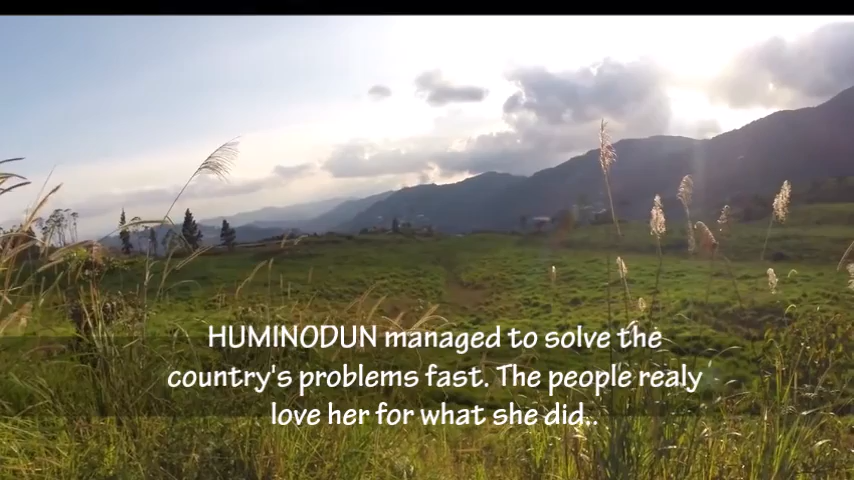 HUMINODUN managed to solve the
country's problems fast. The people realy
love her for what she did..